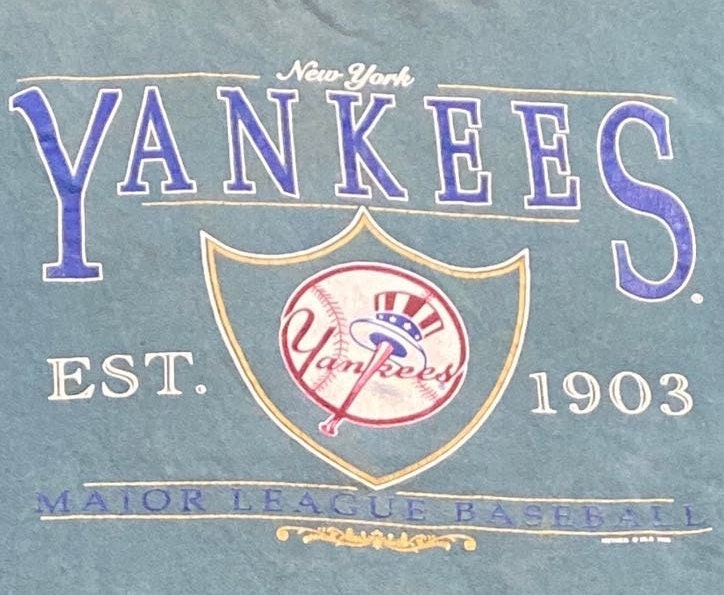 New York
YANKEES.
Yankees
EST. 1903
MAJOR LEAGUE BASEBALL